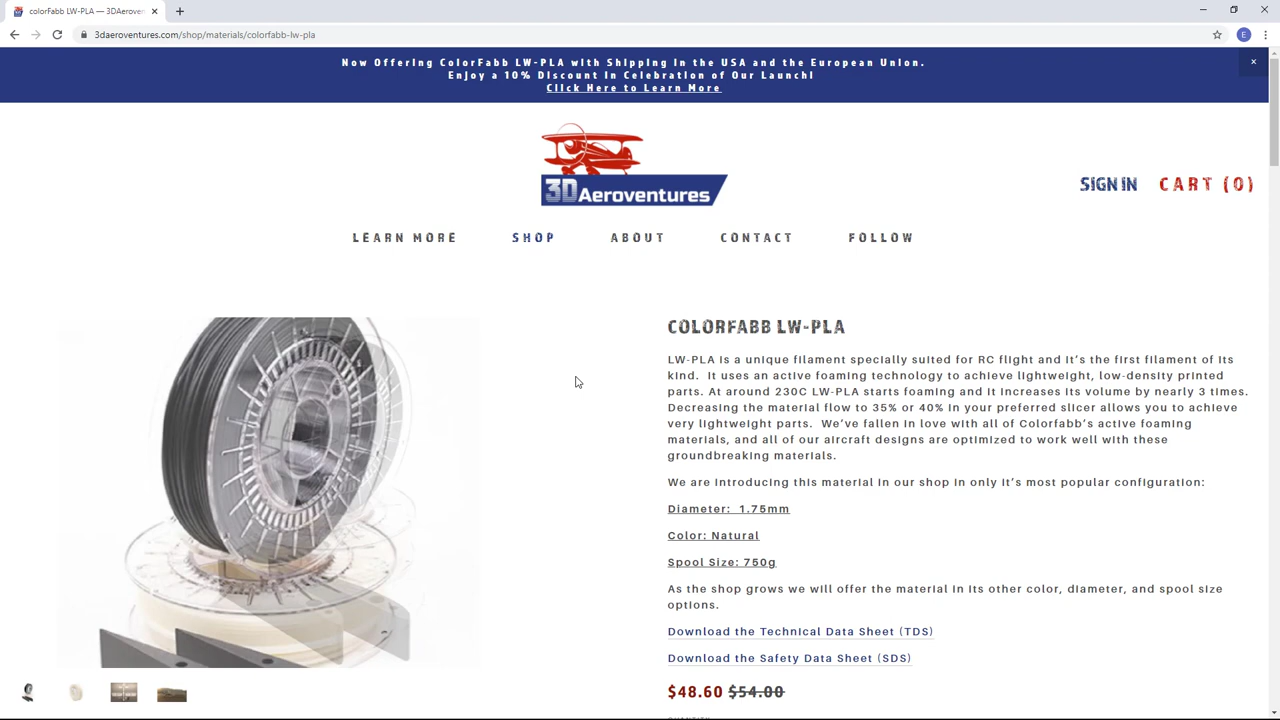 colorFabb LW-PLA — 3DAeroven
3daeroventures.com/shop/materials/colorfabb-lw-pla
E
Now Offering ColorFabb LW-PLA with Shipping in the USA and the European Union.
Enjoy a 10% Discount in Celebration of Our Launch!
Click Here to Learn More
3DAeroventures
SIGN IN
CART (0)
LEARN MORE
SHOP
ABOUT
CONTACT
FOLLOW
COLORFABB LW-PLA
LW-PLA is a unique filament specially suited for RC flight and it's the first filament of its
kind. It uses an active foaming technology to achieve lightweight, low-density printed
parts. At around 230C LW-PLA starts foaming and it increases its volume by nearly 3 times.
Decreasing the material flow to 35% or 40% in your preferred slicer allows you to achieve
very lightweight parts. We've fallen in love with all of Colorfabb's active foaming
materials, and all of our aircraft designs are optimized to work well with these
groundbreaking materials.
We are introducing this material in our shop in only it's most popular configuration:
Diameter: 1.75mm
Color: Natural
Spool Size: 750g
As the shop grows we will offer the material in its other color, diameter, and spool size
options.
Download the Technical Data Sheet (TDS)
Download the Safety Data Sheet (SDS)
$48.60 $54.00